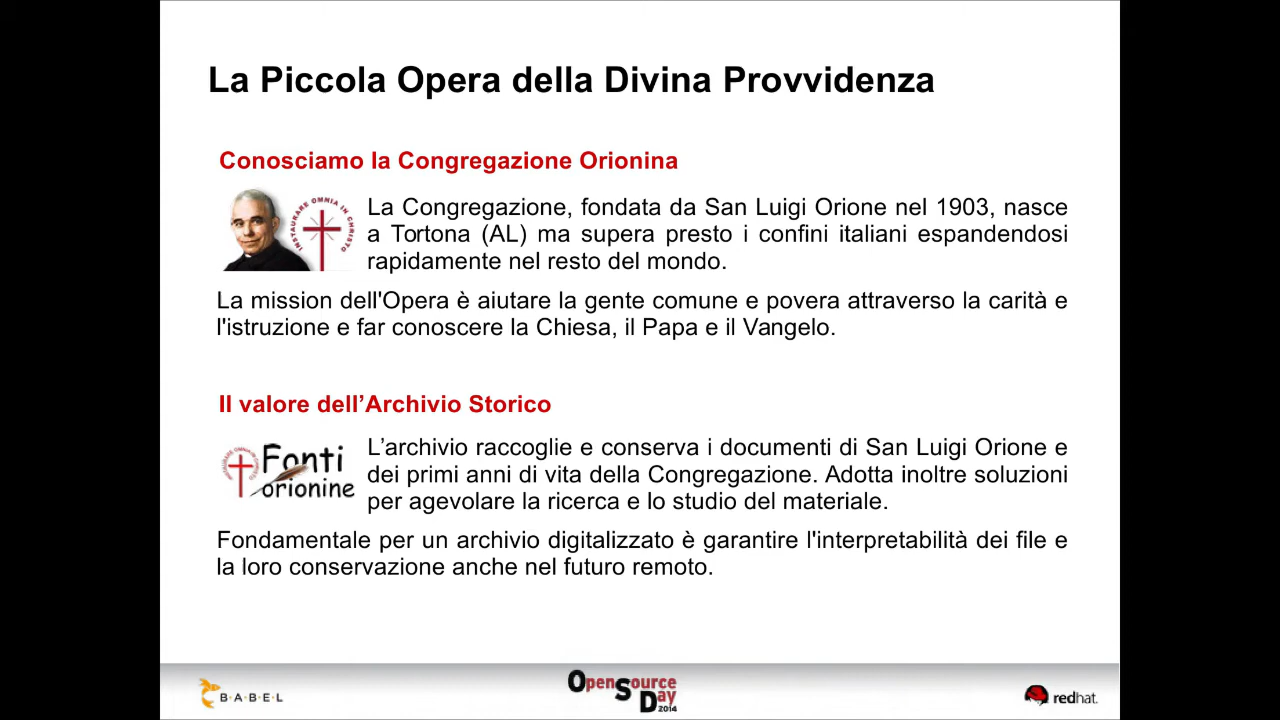 La Piccola Opera della Divina Provvidenza
Conosciamo la Congregazione Orionina
INSTAURARE OMNIA IN CHRISTO
La Congregazione, fondata da San Luigi Orione nel 1903, nasce
a Tortona (AL) ma supera presto i confini italiani espandendosi
rapidamente nel resto del mondo.
La mission dell'Opera è aiutare la gente comune e povera attraverso la carità e
l'istruzione e far conoscere la Chiesa, il Papa e il Vangelo.
Il valore dell’Archivio Storico
Fonti
orionine
L’archivio raccoglie e conserva i documenti di San Luigi Orione e
dei primi anni di vita della Congregazione. Adotta inoltre soluzioni
per agevolare la ricerca e lo studio del materiale.
Fondamentale per un archivio digitalizzato è garantire l'interpretabilità dei file e
la loro conservazione anche nel futuro remoto.
B·A·B·E·L
OpenSource
Day
2014
redhat.